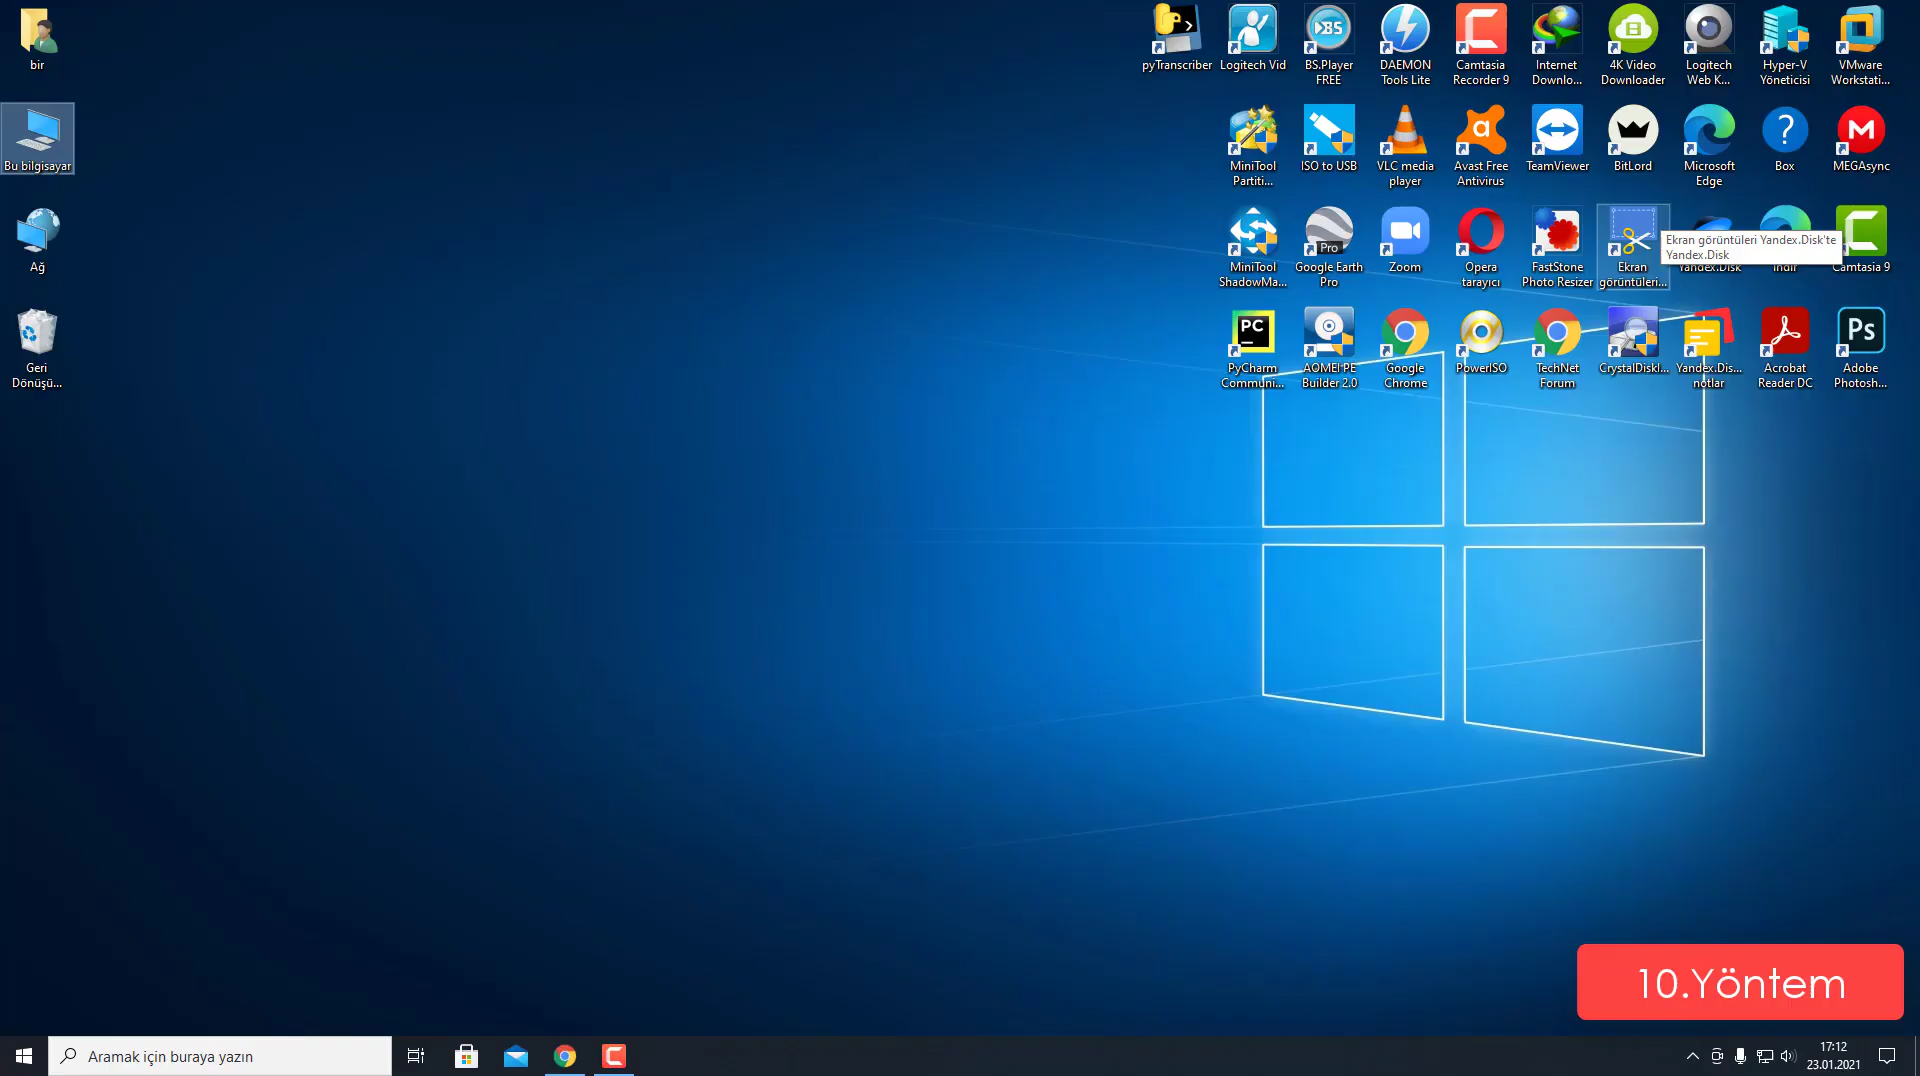 bir
Bu bilgisayar
Ağ
Geri
Dönüşü...
pyTranscriber
Logitech Vid
BS.Player
FREE
DAEMON
Tools Lite
Camtasia
Recorder 9
Internet
Downlo...
4K Video
Downloader
Logitech
Web K...
Hyper-V
Yöneticisi
VMware
Workstati...
MiniTool
Partiti...
ISO to USB
VLC media
player
Avast Free
Antivirus
TeamViewer
BitLord
Microsoft
Edge
Box
MEGAsync
MiniTool
ShadowMa...
Pro
Google Earth
Pro
Zoom
Opera
tarayıcı
FastStone
Photo Resizer
Ekran
görüntüleri...
Ekran görüntüleri Yandex.Disk'te
Yandex.Disk
Yandex.Disk
İndir
Camtasia 9
PC
PyCharm
Communi...
AOMEI PE
Builder 2.0
Google
Chrome
PowerISO
TechNet
Forum
CrystalDiskI...
Yandex.Dis...
notlar
Acrobat
Reader DC
Ps
Adobe
Photosh...
10.Yöntem
Aramak için buraya yazın
17:12
23.01.2021